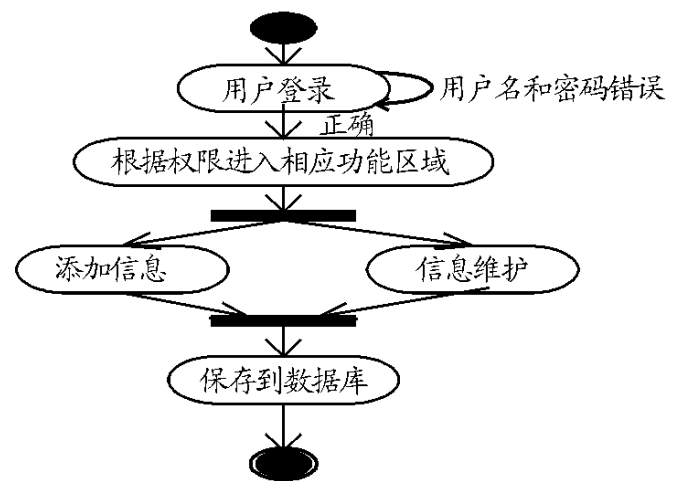 用户登录
用户名和密码错误
正确
根据权限进入相应功能区域
添加信息
信息维护
保存到数据库